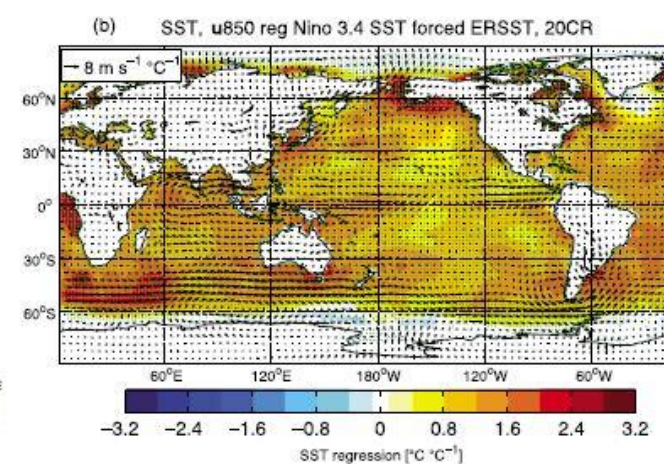 (b) SST, u850 reg Nino 3.4 SST forced ERSST, 20CR
→ 8 m s⁻¹ °C⁻¹
60°N
30°N
0°
30°S
60°S
60°E 120°E 180°W 120°W 60°W
−3.2 −2.4 −1.6 −0.8 0 0.8 1.6 2.4 3.2
SST regression [°C °C⁻¹]